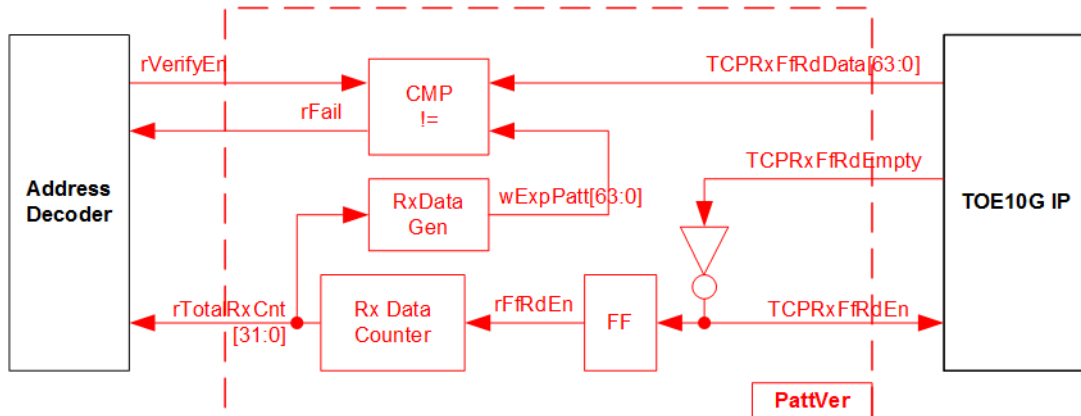 rVerifyEn
TCPRxFfRdData[63:0]
CMP
!=
rFail
TCPRxFfRdEmpty
Address
Decoder
RxData
Gen
wExpPatt[63:0]
TOE10G IP
rTotalRxCnt
[31:0]
Rx Data
Counter
rFfRdEn
FF
TCPRxFfRdEn
PattVer